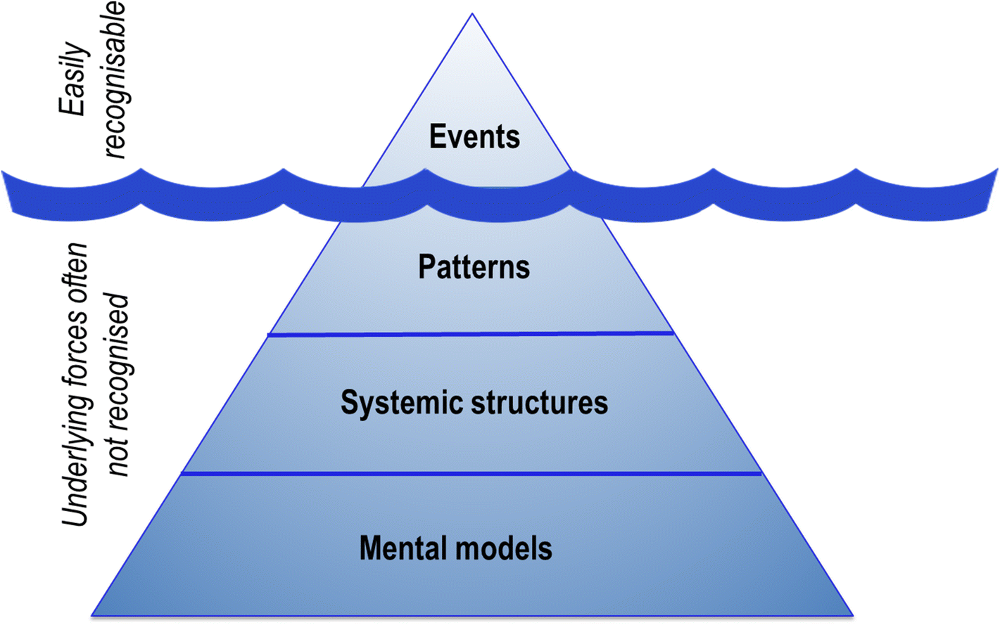 Easily
recognisable
Events
Underlying forces often
not recognised
Patterns
Systemic structures
Mental models